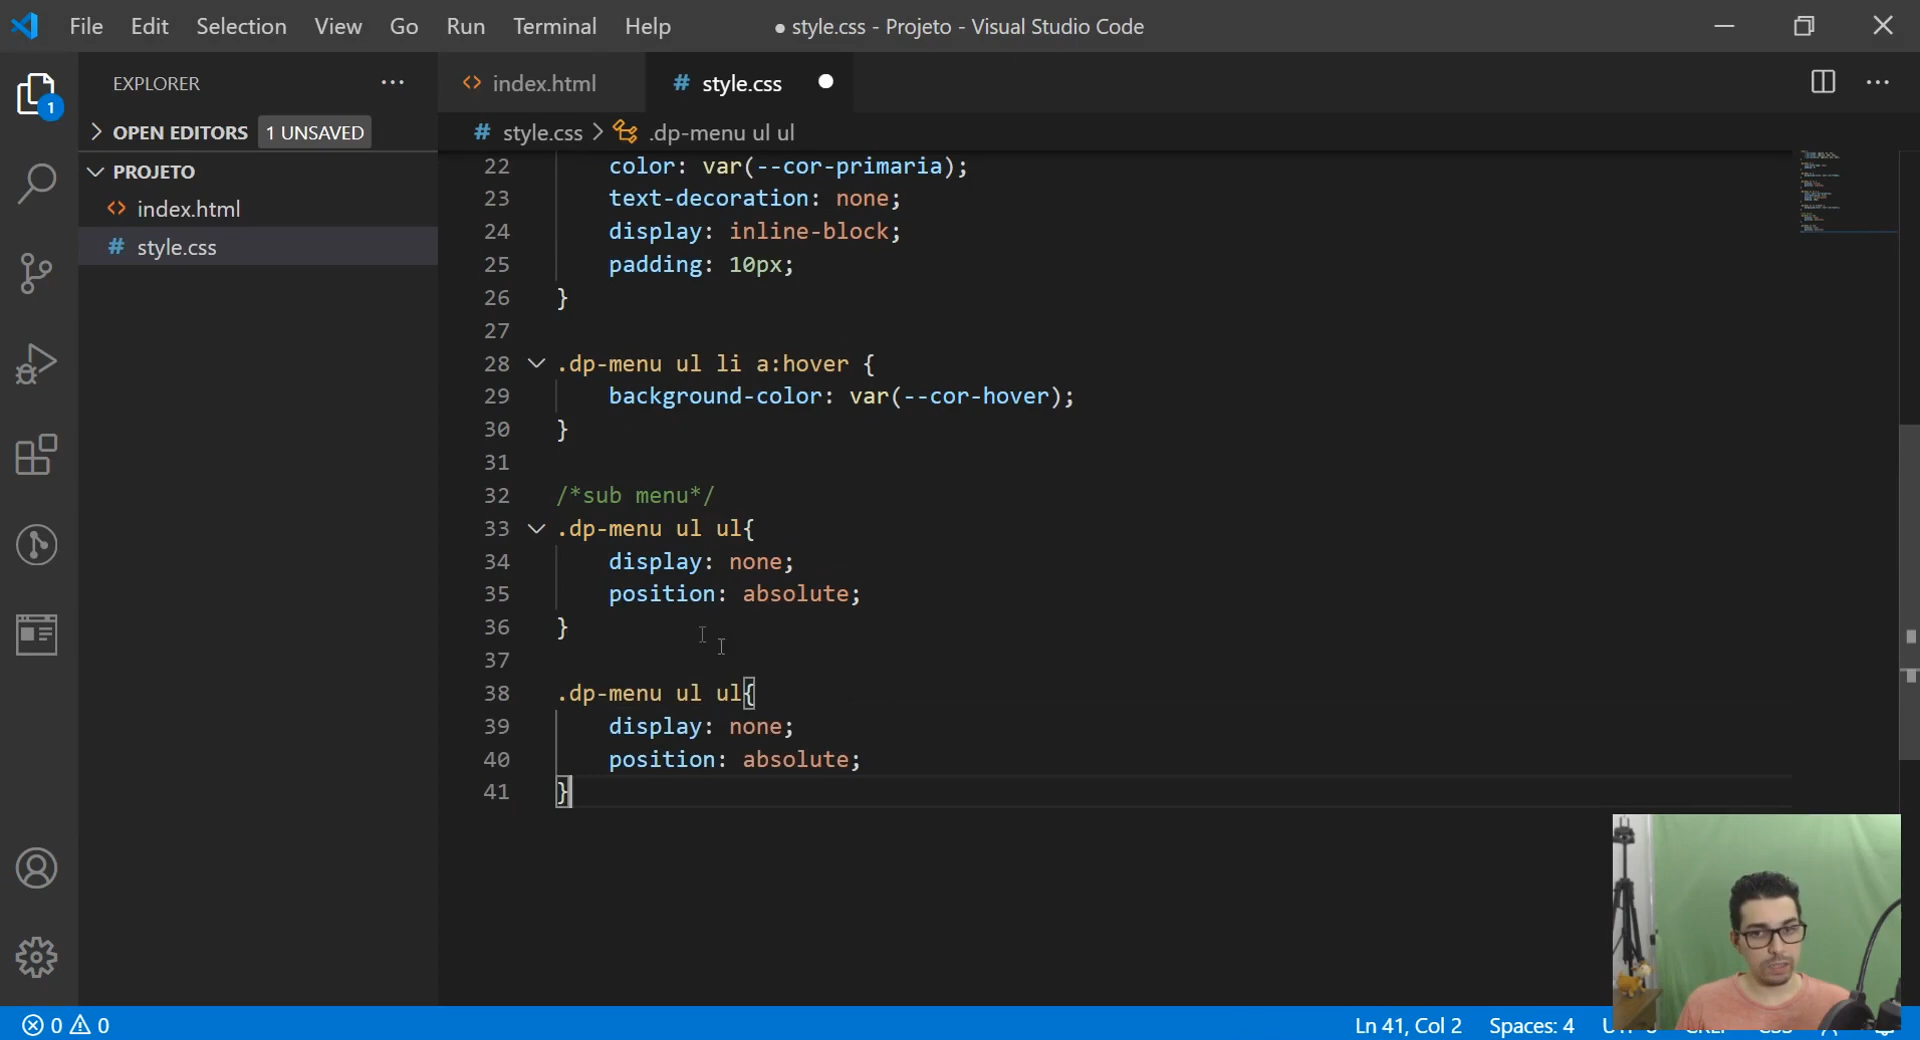 File Edit Selection View Go Run Terminal Help ● style.css - Projeto - Visual Studio Code
EXPLORER ···
1
OPEN EDITORS 1 UNSAVED
PROJETO
index.html
# style.css
index.html # style.css
# style.css > .dp-menu ul ul
22 color: var(--cor-primaria);
23 text-decoration: none;
24 display: inline-block;
25 padding: 10px;
26 }
27
28 .dp-menu ul li a:hover {
29 background-color: var(--cor-hover);
30 }
31
32 /*sub menu*/
33 .dp-menu ul ul{
34 display: none;
35 position: absolute;
36 }
37
38 .dp-menu ul ul{
39 display: none;
40 position: absolute;
41 }
0 0 Ln 41, Col 2 Spaces: 4